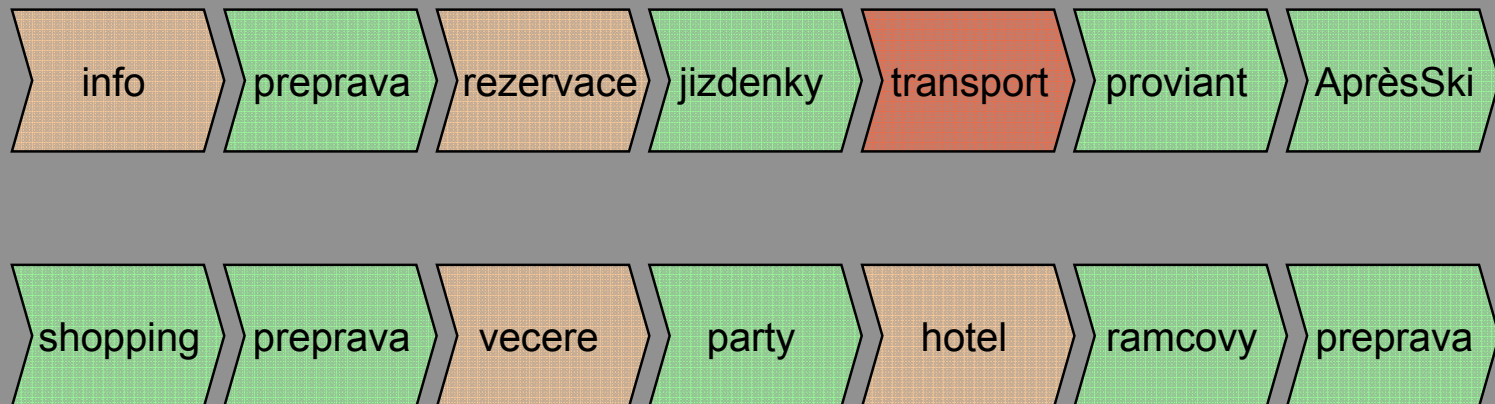 info preprava rezervace jizdenky transport proviant AprèsSki
shopping preprava vecere party hotel ramcovy preprava